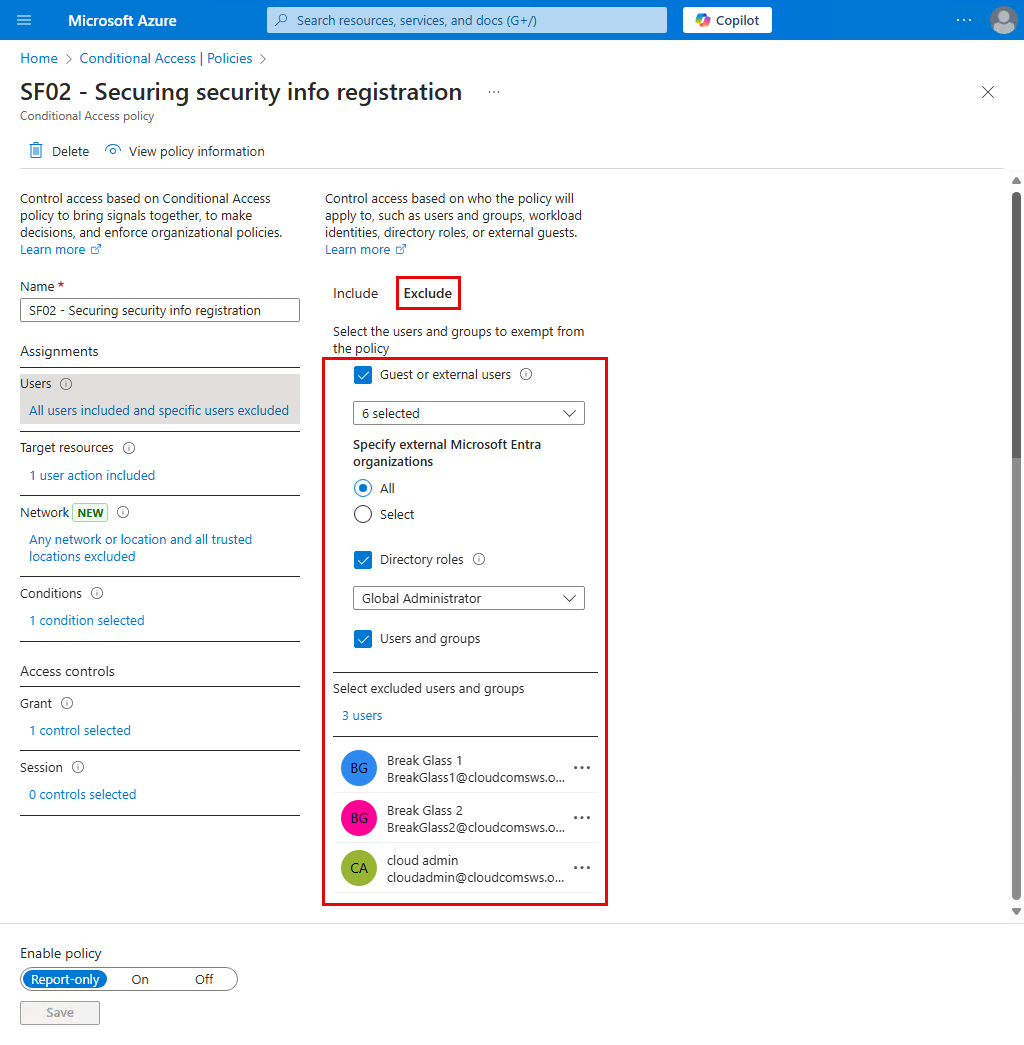 Microsoft Azure
Search resources, services, and docs (G+/)
Copilot
...
Home > Conditional Access | Policies >
SF02 - Securing security info registration ...
Conditional Access policy
Delete
View policy information
Control access based on Conditional Access
policy to bring signals together, to make
decisions, and enforce organizational policies.
Learn more
Name *
SF02 - Securing security info registration
Assignments
Users
All users included and specific users excluded
Target resources
1 user action included
Network NEW
Any network or location and all trusted
locations excluded
Conditions
1 condition selected
Access controls
Grant
1 control selected
Session
0 controls selected
Control access based on who the policy will
apply to, such as users and groups, workload
identities, directory roles, or external guests.
Learn more
Include
Exclude
Select the users and groups to exempt from
the policy
Guest or external users
6 selected
Specify external Microsoft Entra
organizations
All
Select
Directory roles
Global Administrator
Users and groups
Select excluded users and groups
3 users
BG
Break Glass 1
BreakGlass1@cloudcomsws.o...
BG
Break Glass 2
BreakGlass2@cloudcomsws.o...
CA
cloud admin
cloudadmin@cloudcomsws.o...
Enable policy
Report-only
On
Off
Save